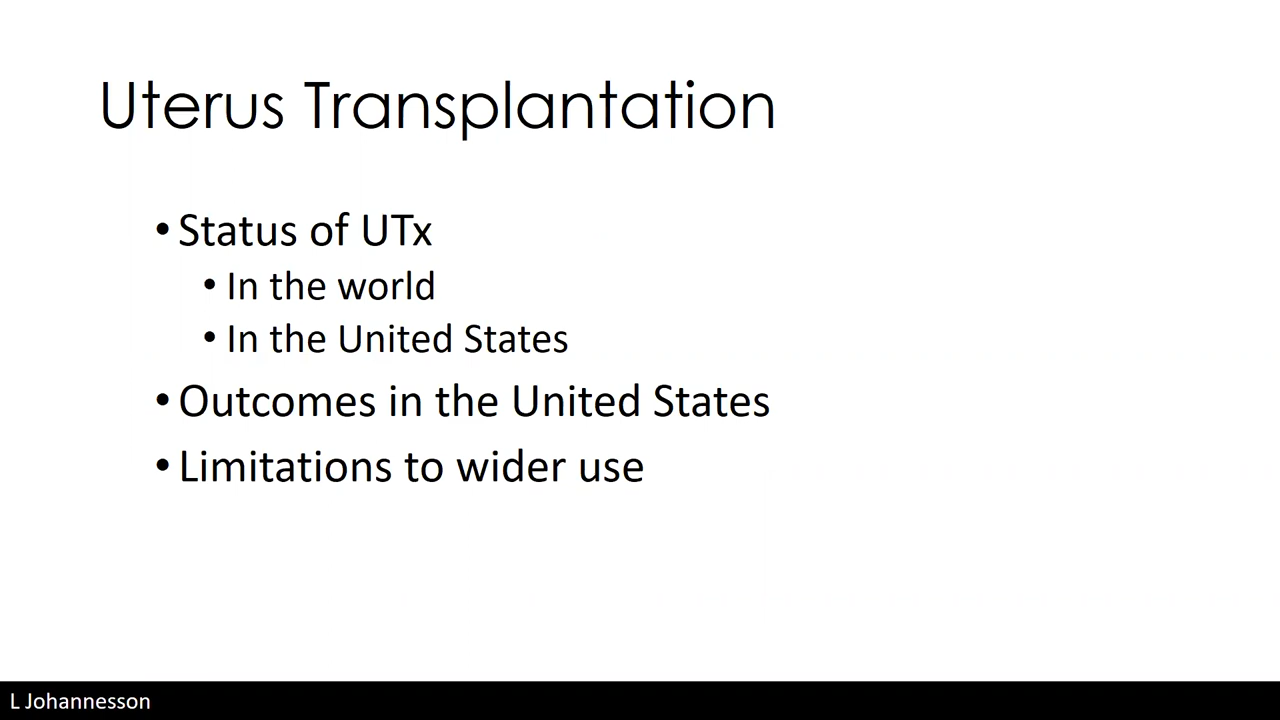 Uterus Transplantation
• Status of UTx
• In the world
• In the United States
• Outcomes in the United States
• Limitations to wider use
L Johannesson